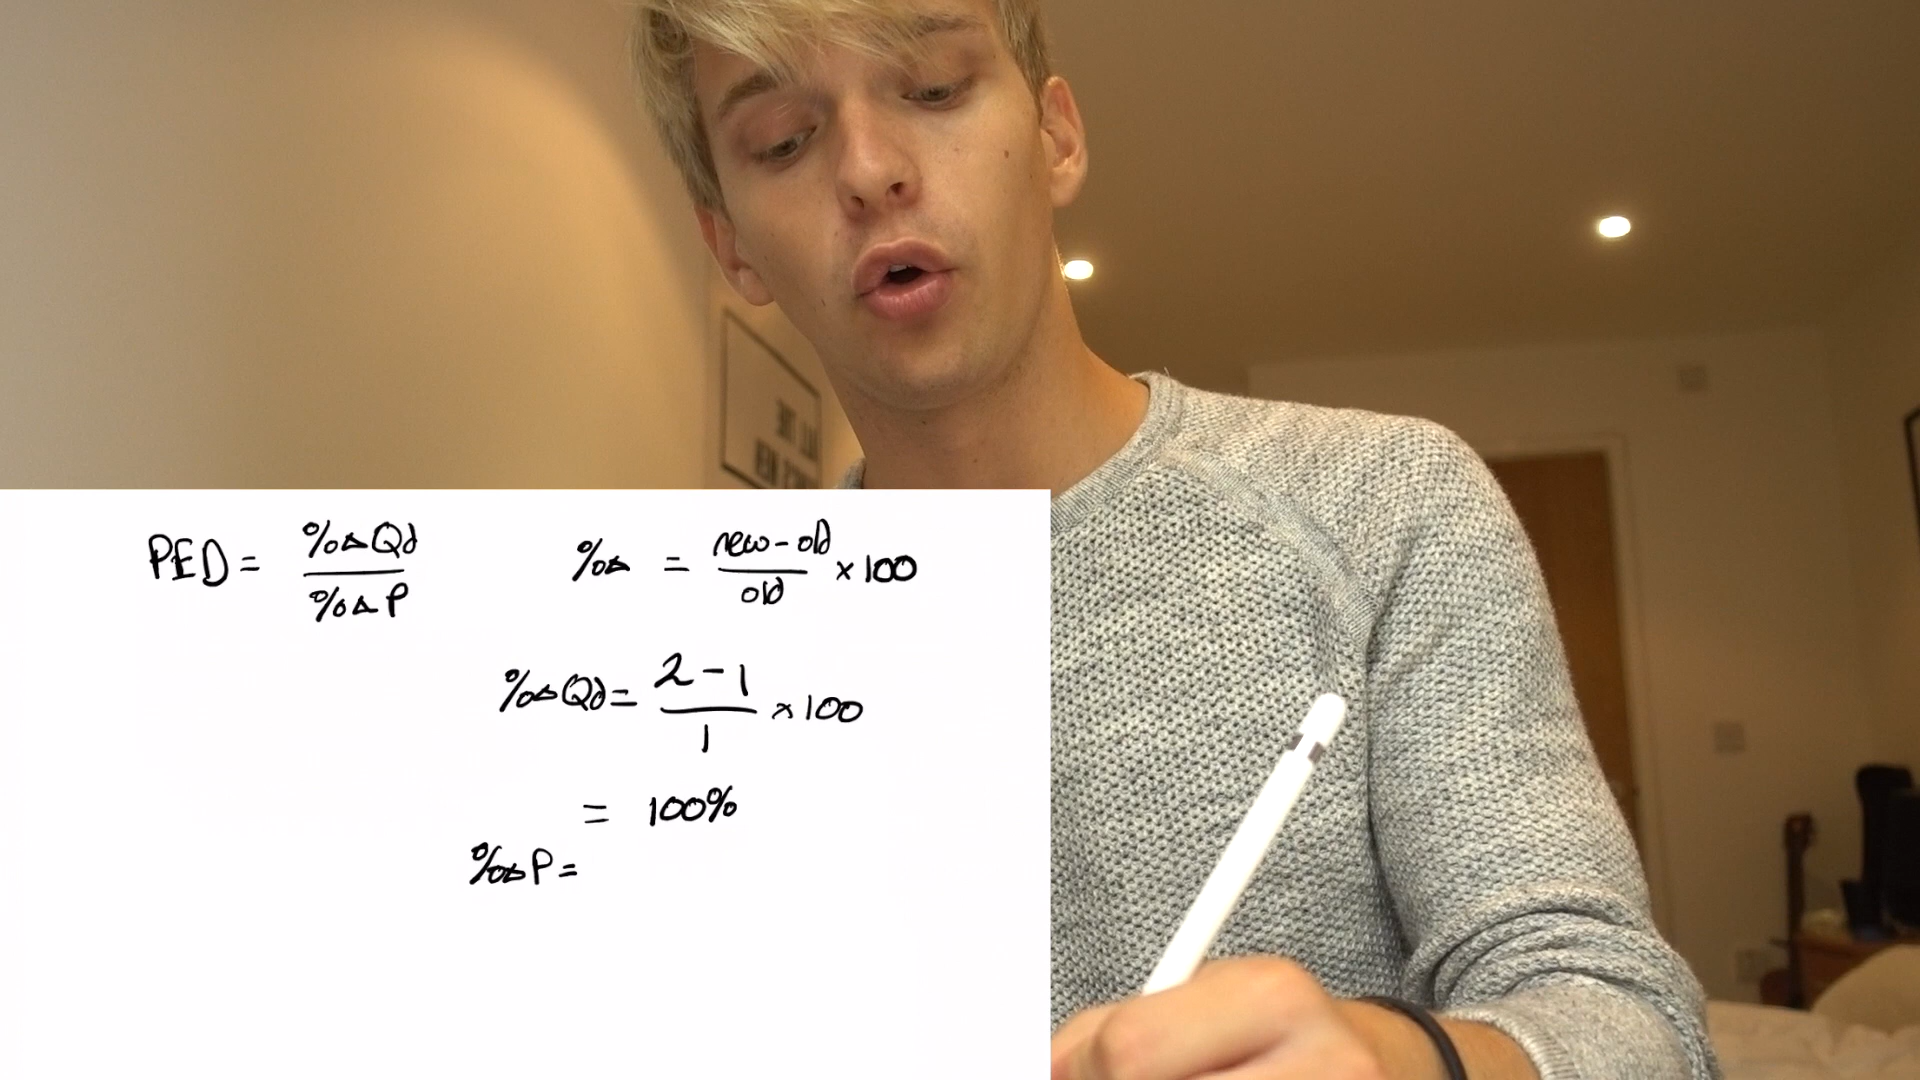 PED = %ΔQd / %ΔP
%Δ = new - old / old × 100
%ΔQd = 2 - 1 / 1 × 100
= 100%
%ΔP =